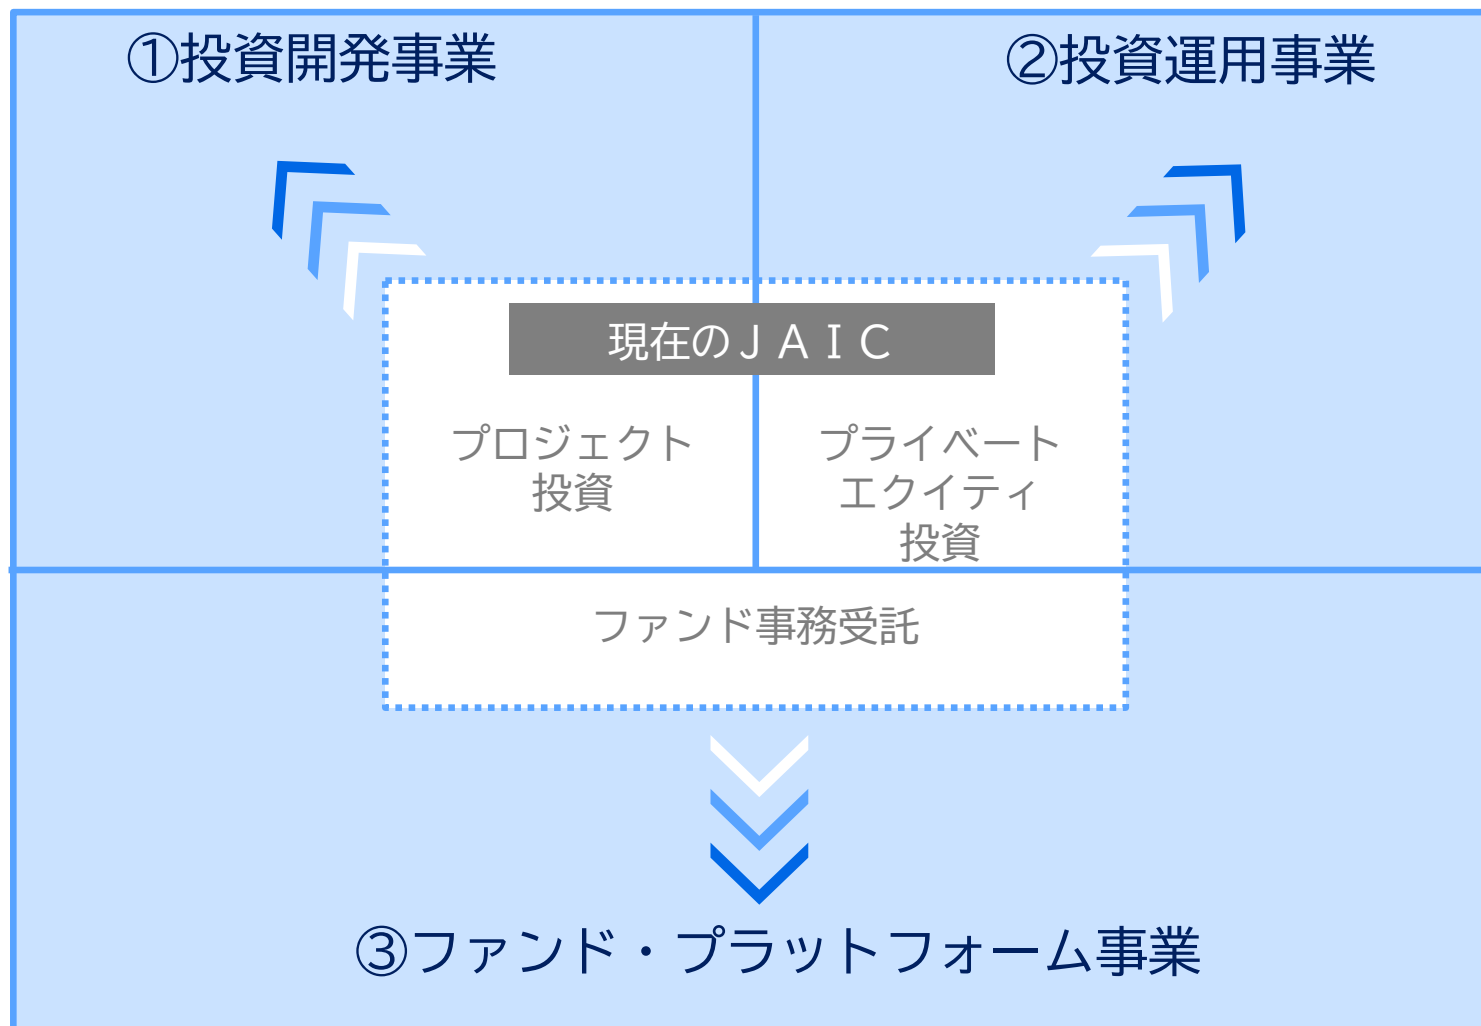 ①投資開発事業
②投資運用事業
現在のＪＡＩＣ
プロジェクト
投資
プライベート
エクイティ
投資
ファンド事務受託
③ファンド・プラットフォーム事業